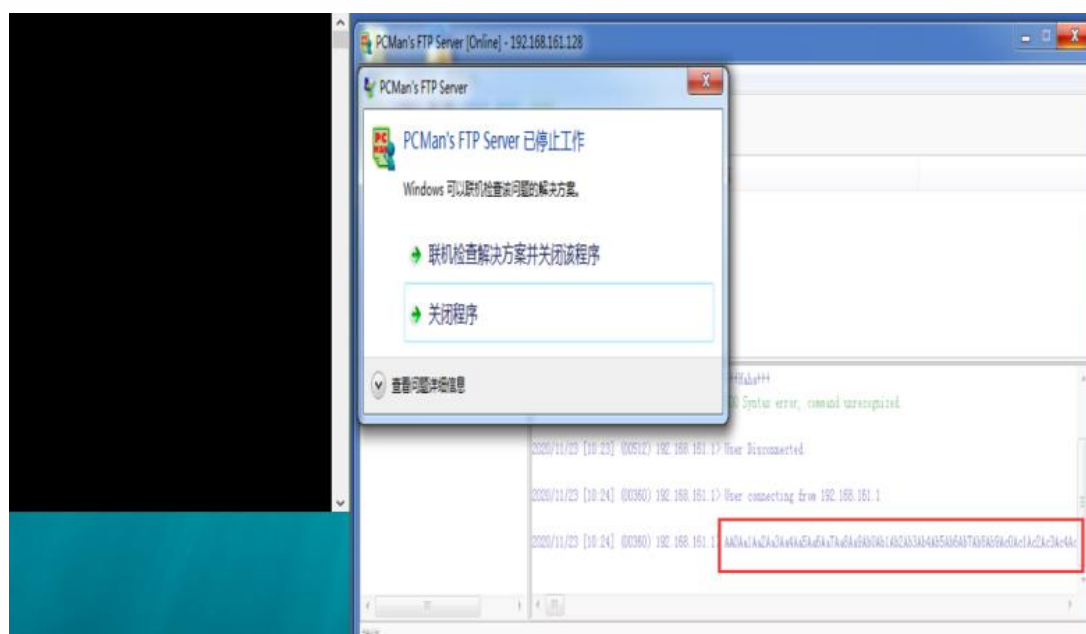 PCMan's FTP Server [Online] - 192.168.161.128
PCMan's FTP Server
PCMan's FTP Server 已停止工作
Windows 可以联机检查该问题的解决方案。
联机检查解决方案并关闭该程序
关闭程序
查看问题详细信息
Syntax error, command unrecognized.
2020/11/23 [10:23] (00512) 192.168.161.1> User Disconnected.
2020/11/23 [10:24] (00360) 192.168.161.1> User connecting from 192.168.161.1
2020/11/23 [10:24] (00360) 192.168.161.1>